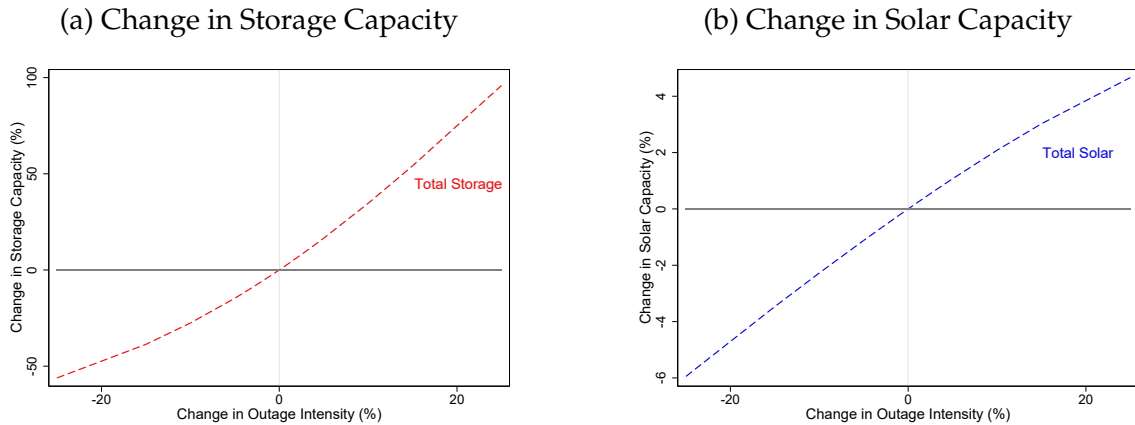 (a) Change in Storage Capacity
Change in Storage Capacity (%)
100
50
0
-50
Total Storage
-20
0
20
Change in Outage Intensity (%)
(b) Change in Solar Capacity
Change in Solar Capacity (%)
4
2
0
-2
-4
-6
Total Solar
-20
0
20
Change in Outage Intensity (%)